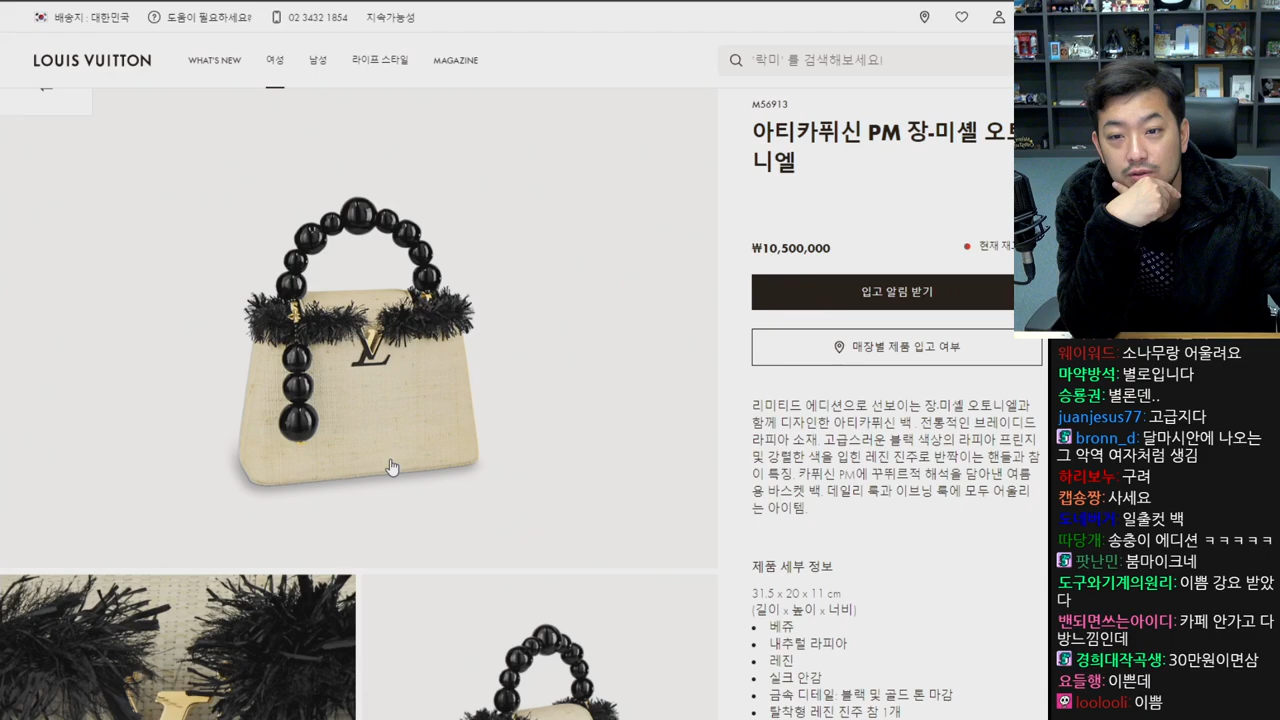 배송지 : 대한민국
도움이 필요하세요?
02 3432 1854
지속가능성
LOUIS VUITTON
WHAT'S NEW
여성
남성
라이프 스타일
MAGAZINE
'락미' 를 검색해보세요!
M56913
아티카퓌신 PM 장-미셸 오토
니엘
₩10,500,000
현재 재
입고 알림 받기
매장별 제품 입고 여부
리미티드 에디션으로 선보이는 장-미셸 오토니엘과
함께 디자인한 아티카퓌신 백. 전통적인 브레이디드
라피아 소재, 고급스러운 블랙 색상의 라피아 프린지
및 강렬한 색을 입힌 레진 진주로 반짝이는 핸들과 참
이 특징. 카퓌신 PM에 꾸뛰르적 해석을 담아낸 여름
용 바스켓 백. 데일리 룩과 이브닝 룩에 모두 어울리
는 아이템.
제품 세부 정보
31.5 x 20 x 11 cm
(길이 x 높이 x 너비)
베쥬
내추럴 라피아
레진
실크 안감
금속 디테일: 블랙 및 골드 톤 마감
탈착형 레진 진주 참 1개
웨이워드: 소나무랑 어울려요
마약방석: 별로입니다
승룡권: 별론덴..
juanjesus77: 고급지다
bronn_d: 달마시안에 나오는
그 악역 여자처럼 생김
하리보누: 구려
캡숑짱: 사세요
일출컷 백
따당개: 송충이 에디션 ㅋㅋㅋㅋㅋ
팟난민: 붐마이크네
도구와기계의원리: 이쁨 강요 받았
다
밴되면쓰는아이디: 카페 안가고 다
방느낌인데
경희대작곡생: 30만원이면삼
요들행: 이쁜데
loolooli: 이쁨